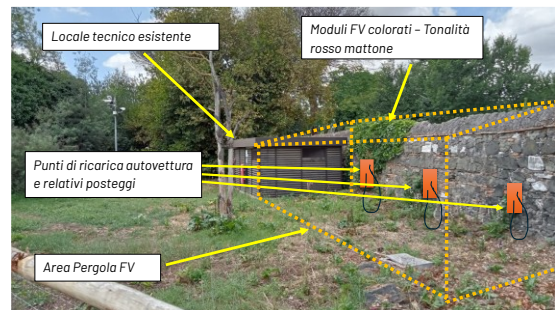 Locale tecnico esistente
Moduli FV colorati – Tonalità
rosso mattone
Punti di ricarica autovettura
e relativi posteggi
Area Pergola FV